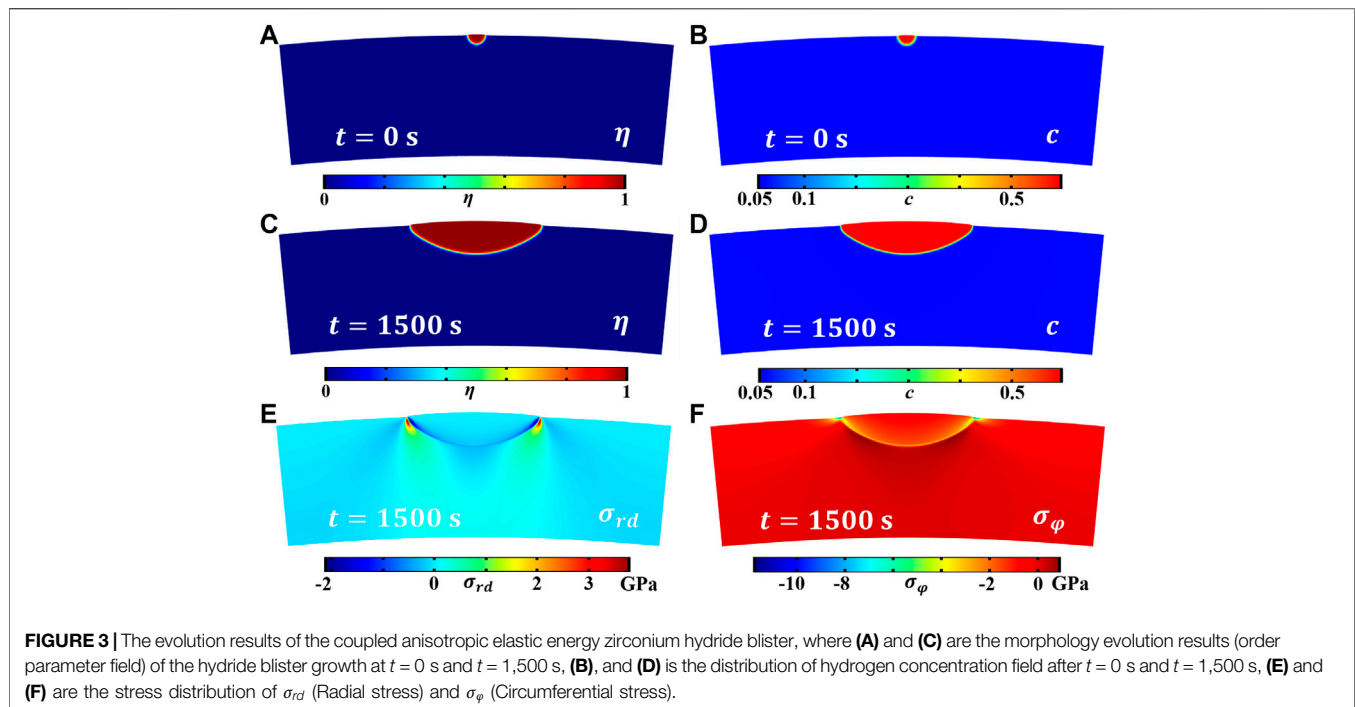 A
B
t = 0 s
η
t = 0 s
c
0
η
1
0.05
0.1
c
0.5
C
D
t = 1500 s
η
t = 1500 s
c
0
η
1
0.05
0.1
c
0.5
E
F
t = 1500 s
σrd
t = 1500 s
σφ
-2
0
σrd
2
3
GPa
-10
-8
σφ
-2
0
GPa
FIGURE 3 | The evolution results of the coupled anisotropic elastic energy zirconium hydride blister, where (A) and (C) are the morphology evolution results (order
parameter field) of the hydride blister growth at t = 0 s and t = 1,500 s, (B), and (D) is the distribution of hydrogen concentration field after t = 0 s and t = 1,500 s, (E) and
(F) are the stress distribution of σrd (Radial stress) and σφ (Circumferential stress).